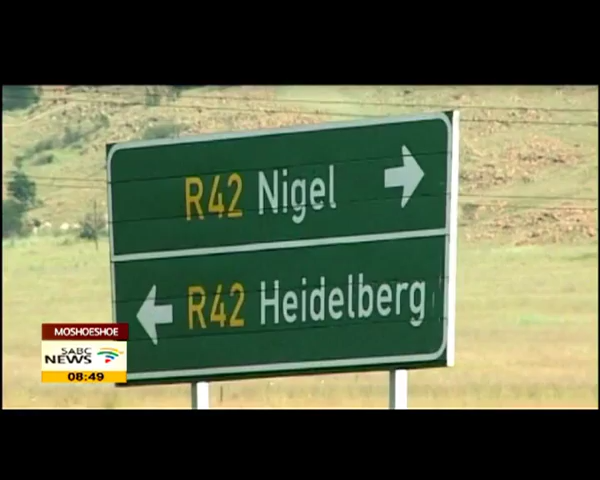 R42 Nigel
R42 Heidelberg
MOSHOESHOE
SABC
NEWS
08:49